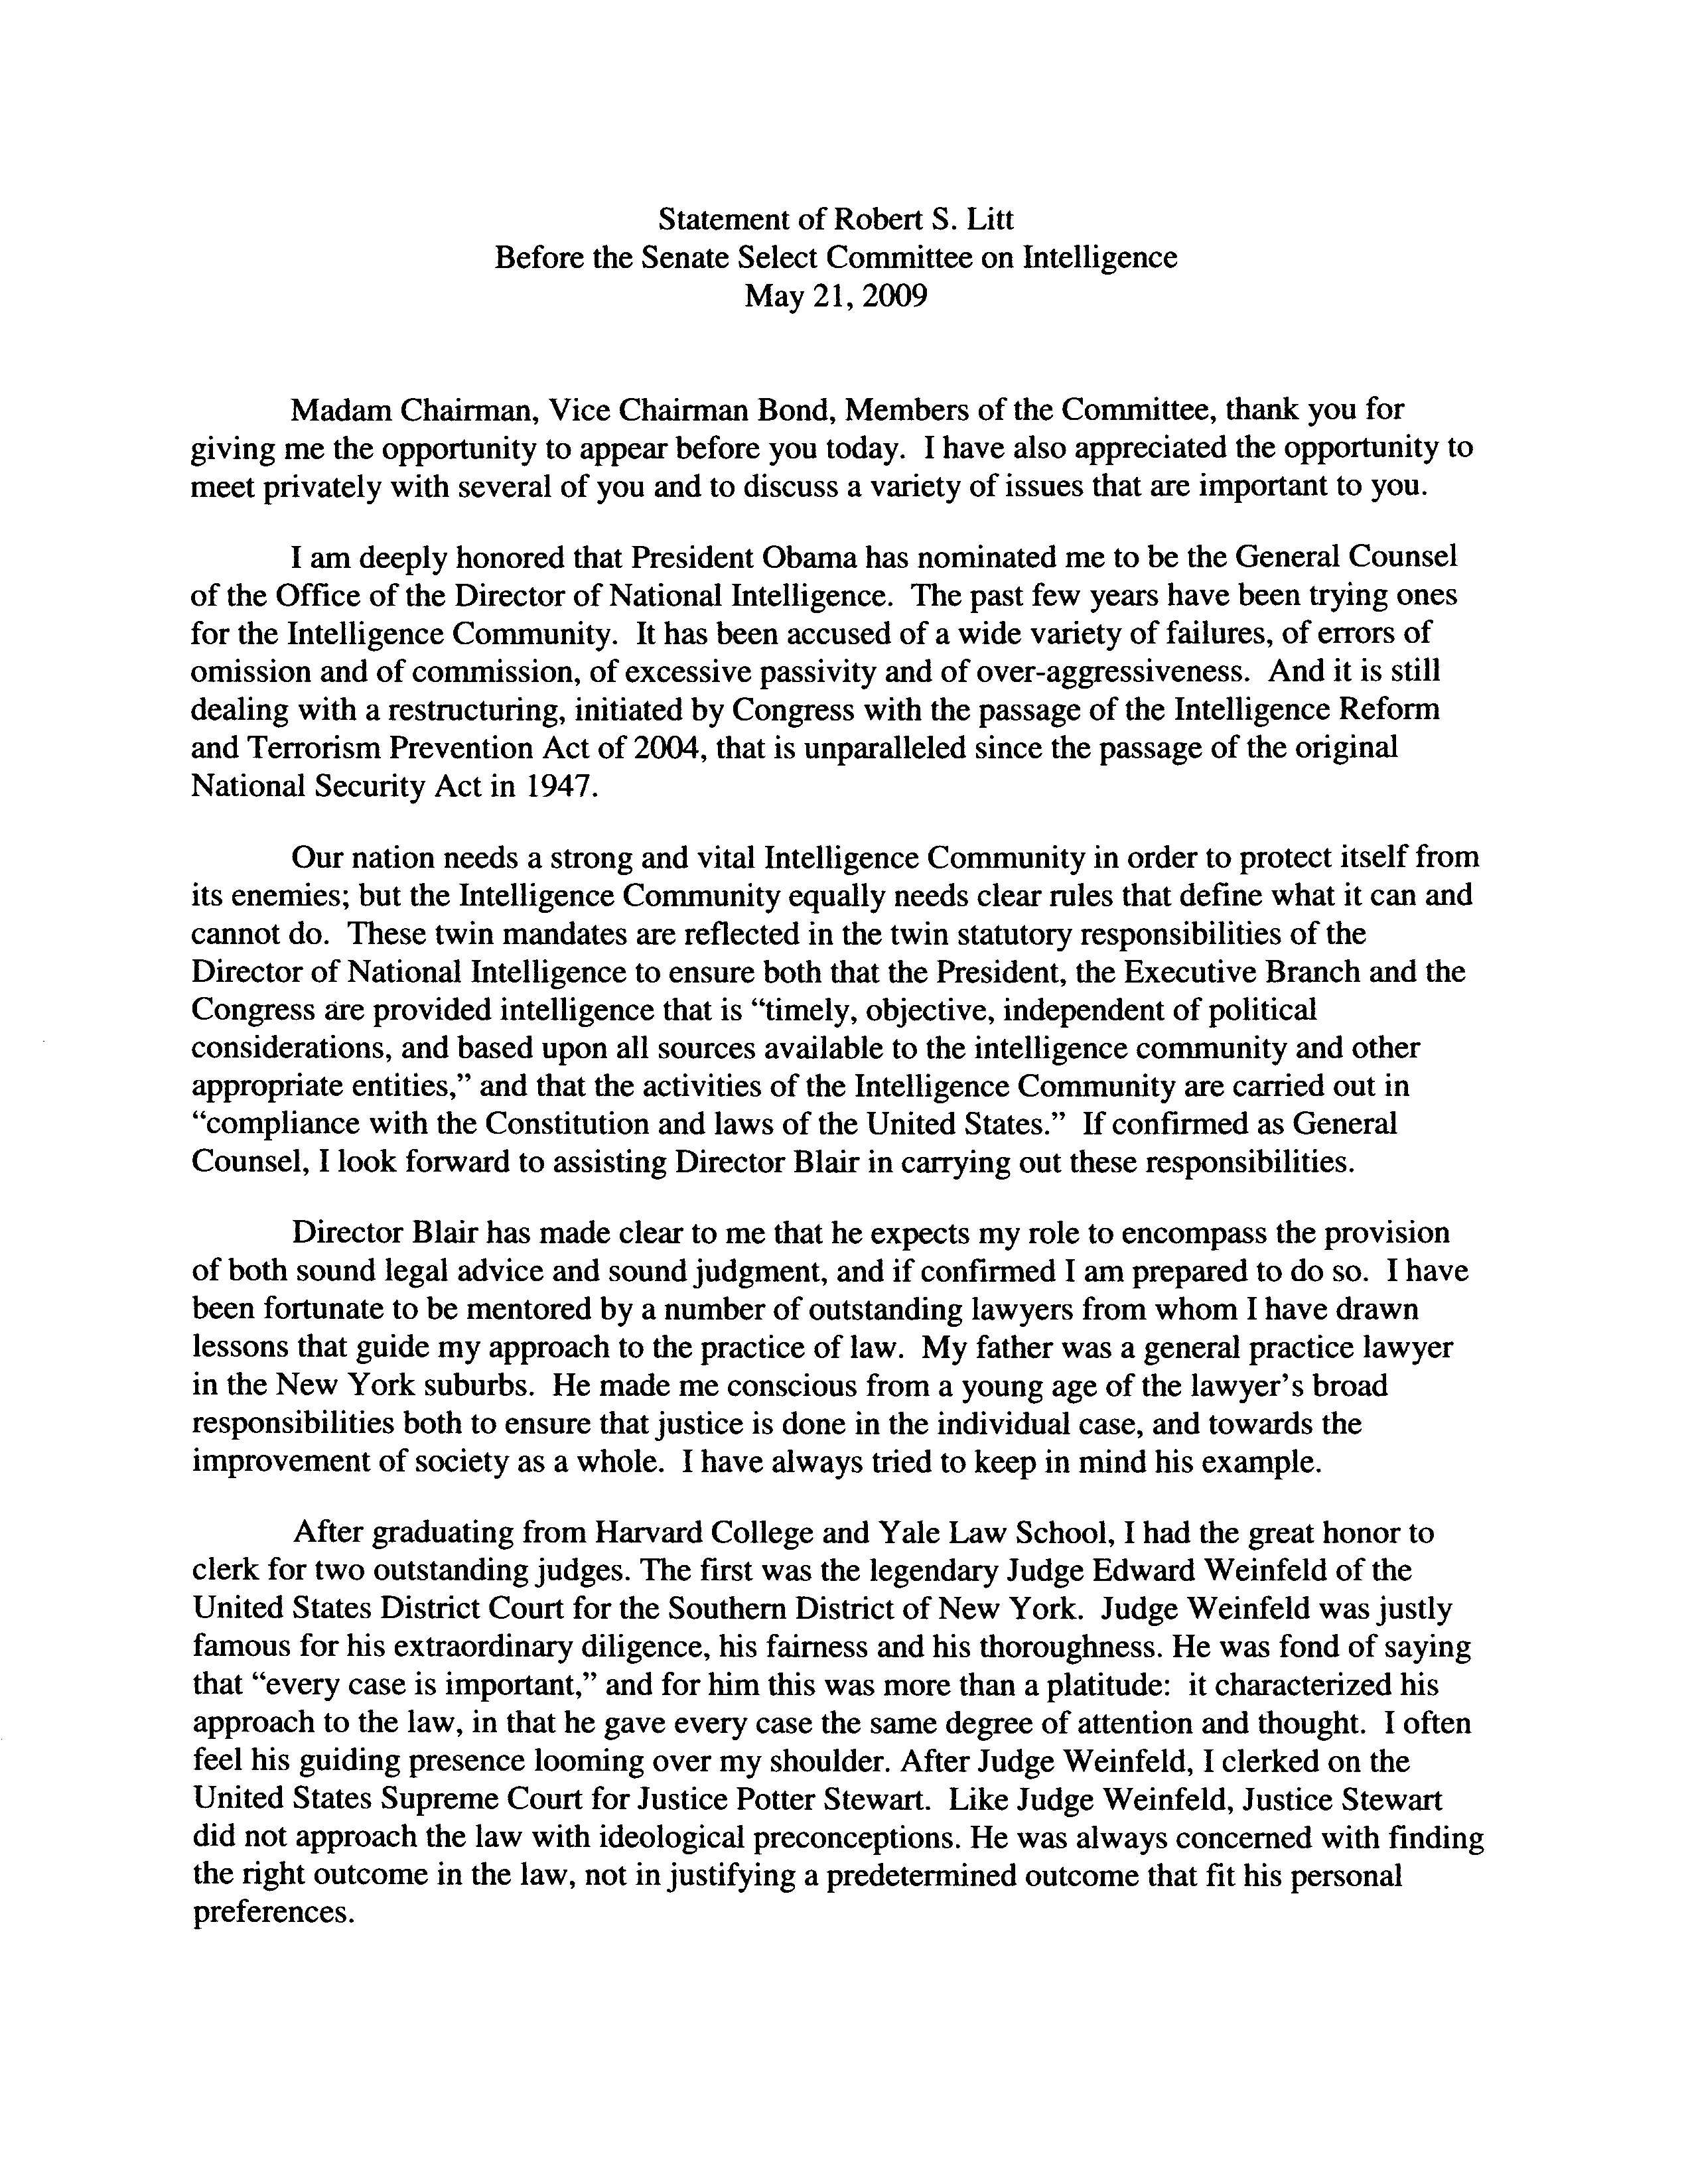 Statement of Robert S. Litt
Before the Senate Select Committee on Intelligence
May 21, 2009
Madam Chairman, Vice Chairman Bond, Members of the Committee, thank you for
giving me the opportunity to appear before you today.  I have also appreciated the opportunity to
meet privately with several of you and to discuss a variety of issues that are important to you.
I am deeply honored that President Obama has nominated me to be the General Counsel
of the Office of the Director of National Intelligence.  The past few years have been trying ones
for the Intelligence Community.  It has been accused of a wide variety of failures, of errors of
omission and of commission, of excessive passivity and of over-aggressiveness.  And it is still
dealing with a restructuring, initiated by Congress with the passage of the Intelligence Reform
and Terrorism Prevention Act of 2004, that is unparalleled since the passage of the original
National Security Act in 1947.
Our nation needs a strong and vital Intelligence Community in order to protect itself from
its enemies; but the Intelligence Community equally needs clear rules that define what it can and
cannot do.  These twin mandates are reflected in the twin statutory responsibilities of the
Director of National Intelligence to ensure both that the President, the Executive Branch and the
Congress are provided intelligence that is “timely, objective, independent of political
considerations, and based upon all sources available to the intelligence community and other
appropriate entities,” and that the activities of the Intelligence Community are carried out in
“compliance with the Constitution and laws of the United States.”  If confirmed as General
Counsel, I look forward to assisting Director Blair in carrying out these responsibilities.
Director Blair has made clear to me that he expects my role to encompass the provision
of both sound legal advice and sound judgment, and if confirmed I am prepared to do so.  I have
been fortunate to be mentored by a number of outstanding lawyers from whom I have drawn
lessons that guide my approach to the practice of law.  My father was a general practice lawyer
in the New York suburbs.  He made me conscious from a young age of the lawyer’s broad
responsibilities both to ensure that justice is done in the individual case, and towards the
improvement of society as a whole.  I have always tried to keep in mind his example.
After graduating from Harvard College and Yale Law School, I had the great honor to
clerk for two outstanding judges. The first was the legendary Judge Edward Weinfeld of the
United States District Court for the Southern District of New York.  Judge Weinfeld was justly
famous for his extraordinary diligence, his fairness and his thoroughness. He was fond of saying
that “every case is important,” and for him this was more than a platitude:  it characterized his
approach to the law, in that he gave every case the same degree of attention and thought.  I often
feel his guiding presence looming over my shoulder. After Judge Weinfeld, I clerked on the
United States Supreme Court for Justice Potter Stewart.  Like Judge Weinfeld, Justice Stewart
did not approach the law with ideological preconceptions. He was always concerned with finding
the right outcome in the law, not in justifying a predetermined outcome that fit his personal
preferences.